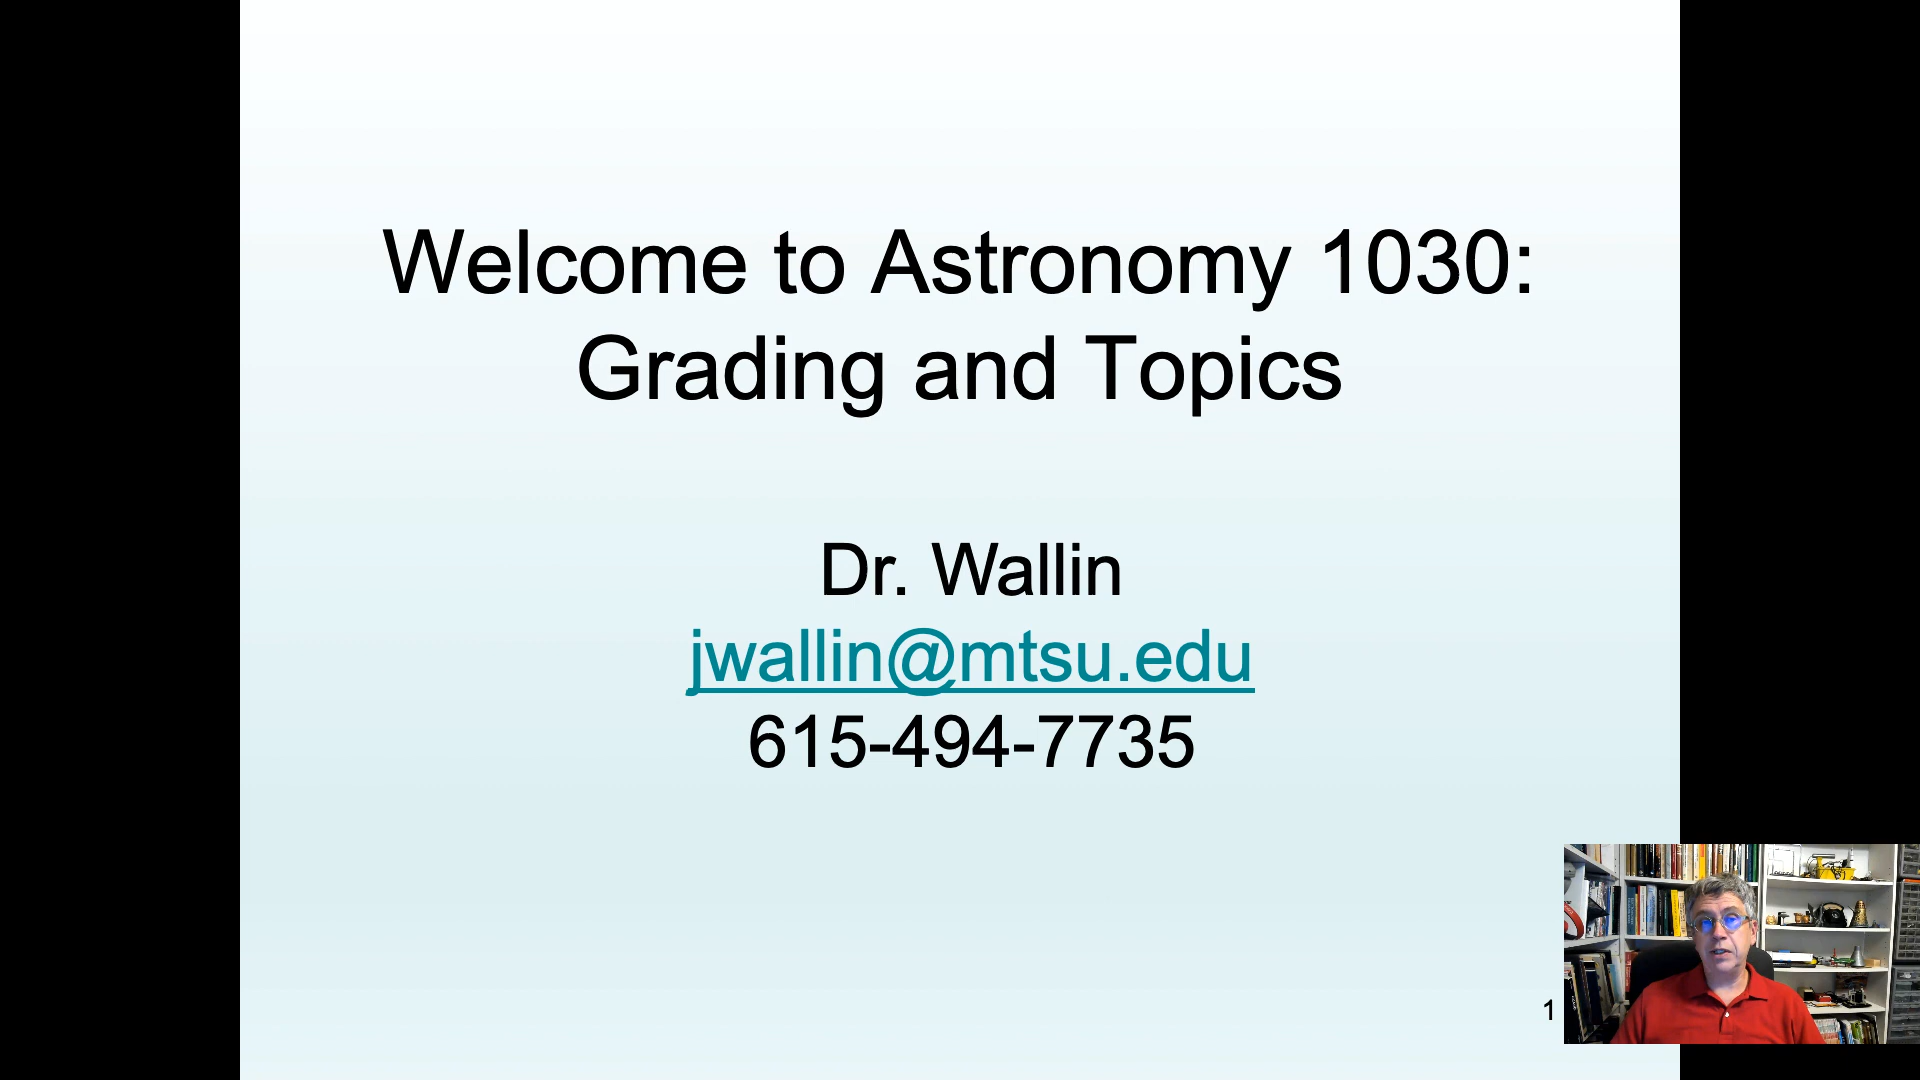 Welcome to Astronomy 1030:
Grading and Topics
Dr. Wallin
jwallin@mtsu.edu
615-494-7735
1